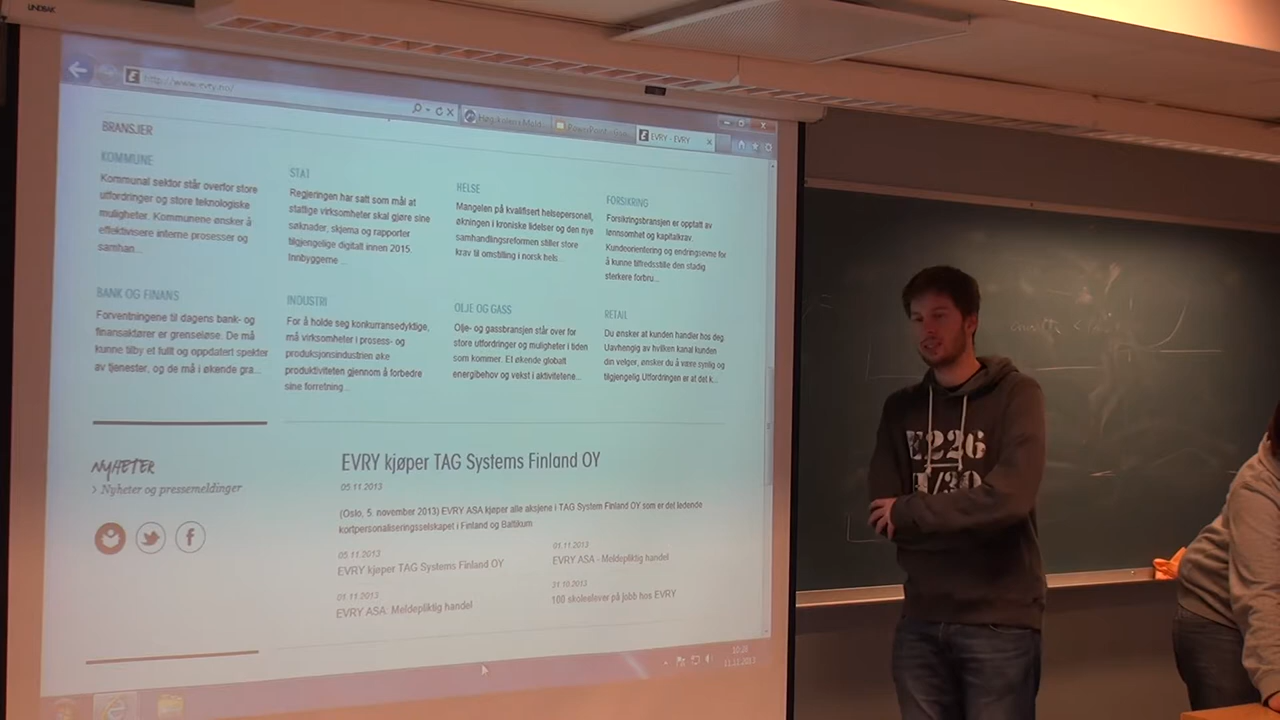 LINDBAK
http://www.evry.no/
EVRY - EVRY
BRANSJER
KOMMUNE
Kommunal sektor står overfor store
utfordringer og store teknologiske
muligheter. Kommunene ønsker å
effektivisere interne prosesser og
samhan...
STAT
Regjeringen har satt som mål at
statlige virksomheter skal gjøre sine
søknader, skjema og rapporter
tilgjengelige digitalt innen 2015.
Innbyggerne ...
HELSE
Mangelen på kvalifisert helsepersonell,
økningen i kroniske lidelser og den nye
samhandlingsreformen stiller store
krav til omstilling i norsk hels...
FORSIKRING
Forsikringsbransjen er opptatt av
lønnsomhet og kapitalkrav.
Kundeorientering og endringsevne for
å kunne tilfredsstille den stadig
sterkere forbru...
BANK OG FINANS
Forventningene til dagens bank- og
finansaktører er grenseløse. De må
kunne tilby et fullt og oppdatert spekter
av tjenester, og de må i økende gra...
INDUSTRI
For å holde seg konkurransedyktige,
må virksomheter i prosess- og
produksjonsindustrien øke
produktiviteten gjennom å forbedre
sine forretning...
OLJE OG GASS
Olje- og gassbransjen står over for
store utfordringer og muligheter i tiden
som kommer. Et økende globalt
energibehov og vekst i aktivitetene...
RETAIL
Du ønsker at kunden handler hos deg.
Uavhengig av hvilken kanal kunden
din velger, ønsker du å være synlig og
tilgjengelig.Utfordringen er at det k...
NYHETER
> Nyheter og pressemeldinger
EVRY kjøper TAG Systems Finland OY
05.11.2013
(Oslo, 5. november 2013) EVRY ASA kjøper alle aksjene i TAG System Finland OY som er det ledende
kortpersonaliseringsselskapet i Finland og Baltikum
05.11.2013
EVRY kjøper TAG Systems Finland OY
01.11.2013
EVRY ASA - Meldepliktig handel
01.11.2013
EVRY ASA: Meldepliktig handel
31.10.2013
100 skoleelever på jobb hos EVRY
11.11.2013
E226